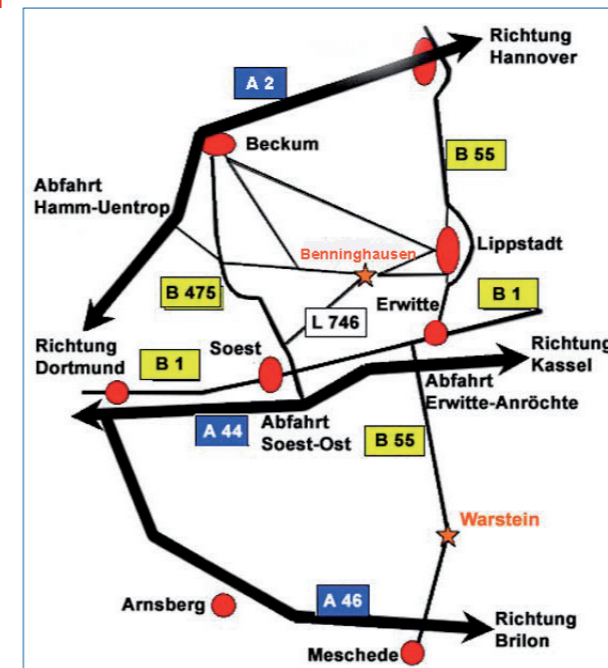 Richtung
Hannover
A 2
Beckum
B 55
Abfahrt
Hamm-Uentrop
Benninghausen
Lippstadt
B 475
Erwitte
B 1
L 746
Richtung
Dortmund
B 1
Soest
Richtung
Kassel
Abfahrt
Erwitte-Anröchte
A 44
Abfahrt
Soest-Ost
B 55
Warstein
Arnsberg
A 46
Richtung
Brilon
Meschede